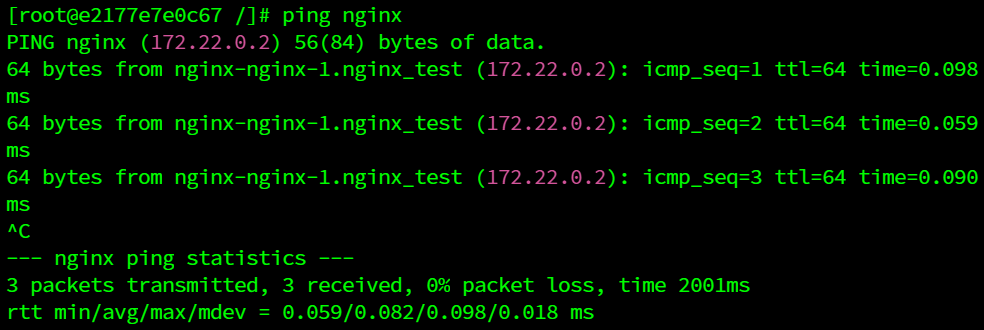 [root@e2177e7e0c67 /]# ping nginx
PING nginx (172.22.0.2) 56(84) bytes of data.
64 bytes from nginx-nginx-1.nginx_test (172.22.0.2): icmp_seq=1 ttl=64 time=0.098
ms
64 bytes from nginx-nginx-1.nginx_test (172.22.0.2): icmp_seq=2 ttl=64 time=0.059
ms
64 bytes from nginx-nginx-1.nginx_test (172.22.0.2): icmp_seq=3 ttl=64 time=0.090
ms
^C
--- nginx ping statistics ---
3 packets transmitted, 3 received, 0% packet loss, time 2001ms
rtt min/avg/max/mdev = 0.059/0.082/0.098/0.018 ms